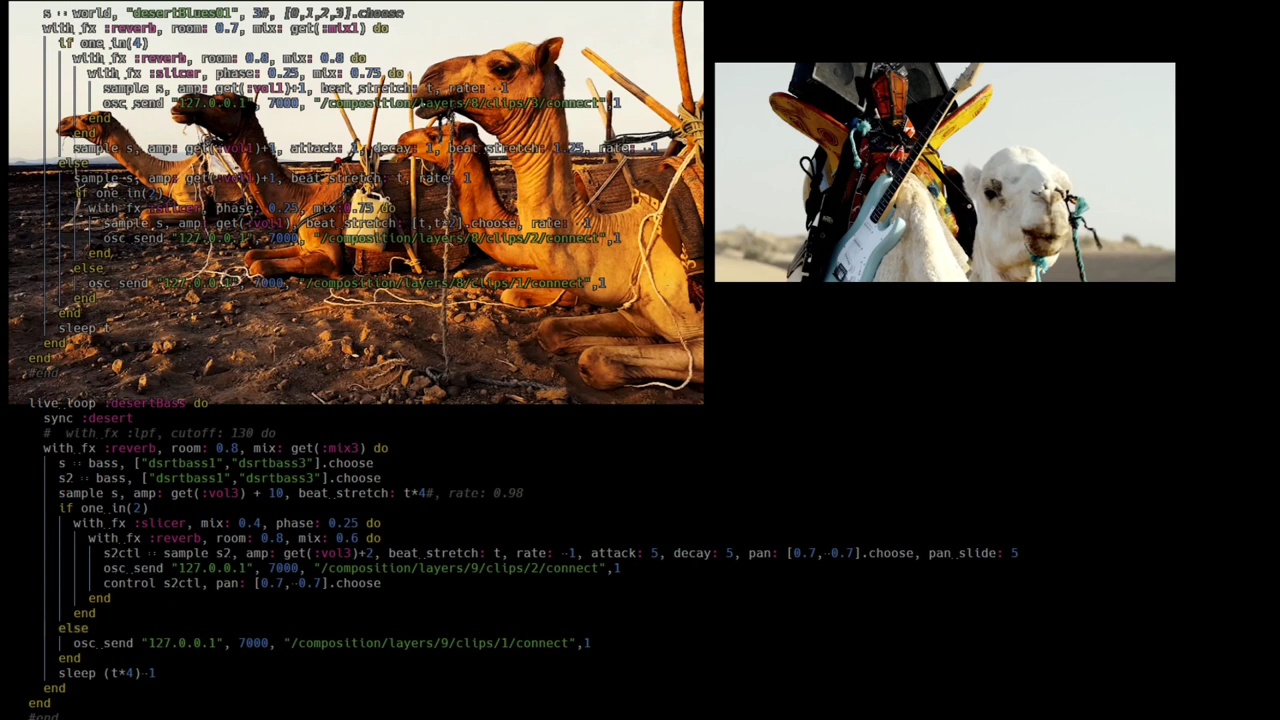 s = world, "desertBlues01", 3#, [0,1,2,3].choose
with_fx :reverb, room: 0.7, mix: get(:mix1) do
if one_in(4)
with_fx :reverb, room: 0.8, mix: 0.8 do
with_fx :slicer, phase: 0.25, mix: 0.75 do
sample s, amp: get(:vol1)+1, beat_stretch: t, rate: -1
osc_send "127.0.0.1", 7000, "/composition/layers/8/clips/3/connect",1
end
end
sample s, amp: get(:vol1)+1, attack: 1, decay: 1, beat_stretch: 1.25, rate: -1
else
sample s, amp: get(:vol1)+1, beat_stretch: t, rate: 1
if one_in(2)
with_fx :slicer, phase: 0.25, mix:0.75 do
sample s, amp: get(:vol1), beat_stretch: [t,t*2].choose, rate: -1
osc_send "127.0.0.1", 7000, "/composition/layers/8/clips/2/connect",1
end
else
osc_send "127.0.0.1", 7000, "/composition/layers/8/clips/1/connect",1
end
end
sleep t
end
end
#end
live_loop :desertBass do
sync :desert
# with_fx :lpf, cutoff: 130 do
with_fx :reverb, room: 0.8, mix: get(:mix3) do
s = bass, ["dsrtbass1","dsrtbass3"].choose
s2 = bass, ["dsrtbass1","dsrtbass3"].choose
sample s, amp: get(:vol3) + 10, beat_stretch: t*4#, rate: 0.98
if one_in(2)
with_fx :slicer, mix: 0.4, phase: 0.25 do
with_fx :reverb, room: 0.8, mix: 0.6 do
s2ctl = sample s2, amp: get(:vol3)+2, beat_stretch: t, rate: -1, attack: 5, decay: 5, pan: [0.7,-0.7].choose, pan_slide: 5
osc_send "127.0.0.1", 7000, "/composition/layers/9/clips/2/connect",1
control s2ctl, pan: [0.7,-0.7].choose
end
end
else
osc_send "127.0.0.1", 7000, "/composition/layers/9/clips/1/connect",1
end
sleep (t*4)-1
end
end
#end